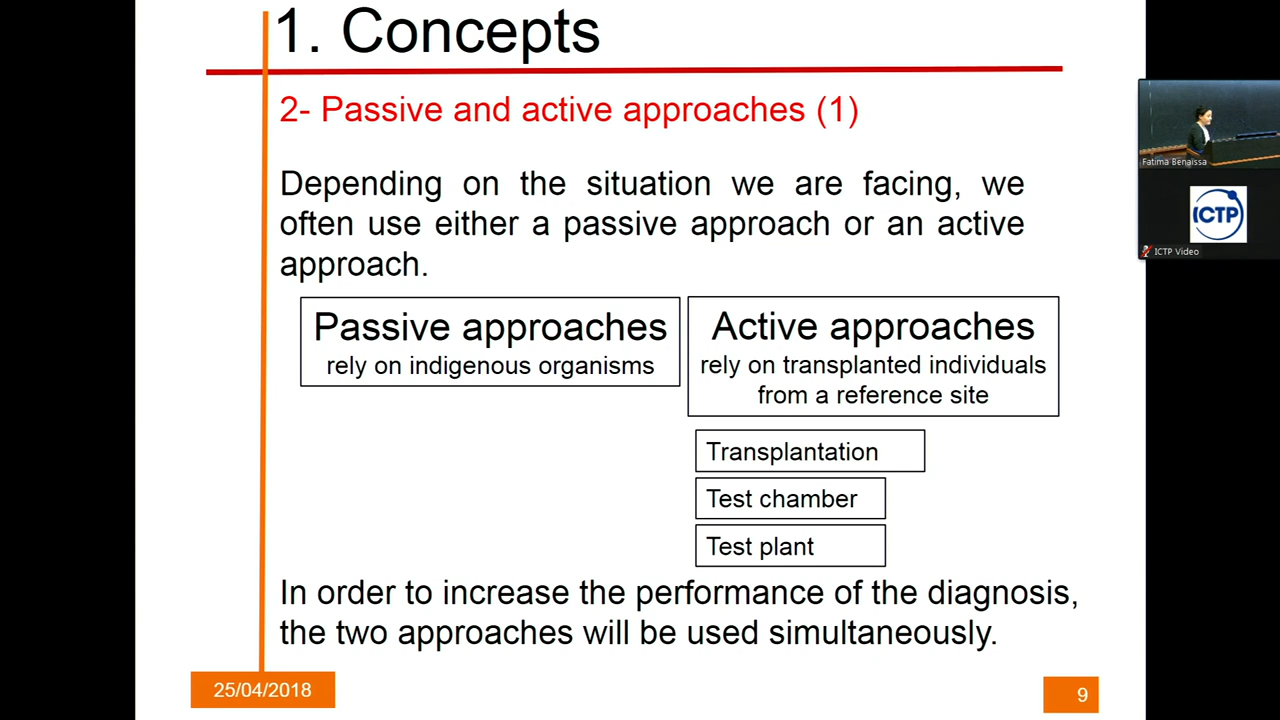 1. Concepts
2- Passive and active approaches (1)
Depending on the situation we are facing, we
often use either a passive approach or an active
approach.
Passive approaches
rely on indigenous organisms
Active approaches
rely on transplanted individuals
from a reference site
Transplantation
Test chamber
Test plant
In order to increase the performance of the diagnosis,
the two approaches will be used simultaneously.
25/04/2018
9
Fatima Benaissa
ICTP
ICTP Video